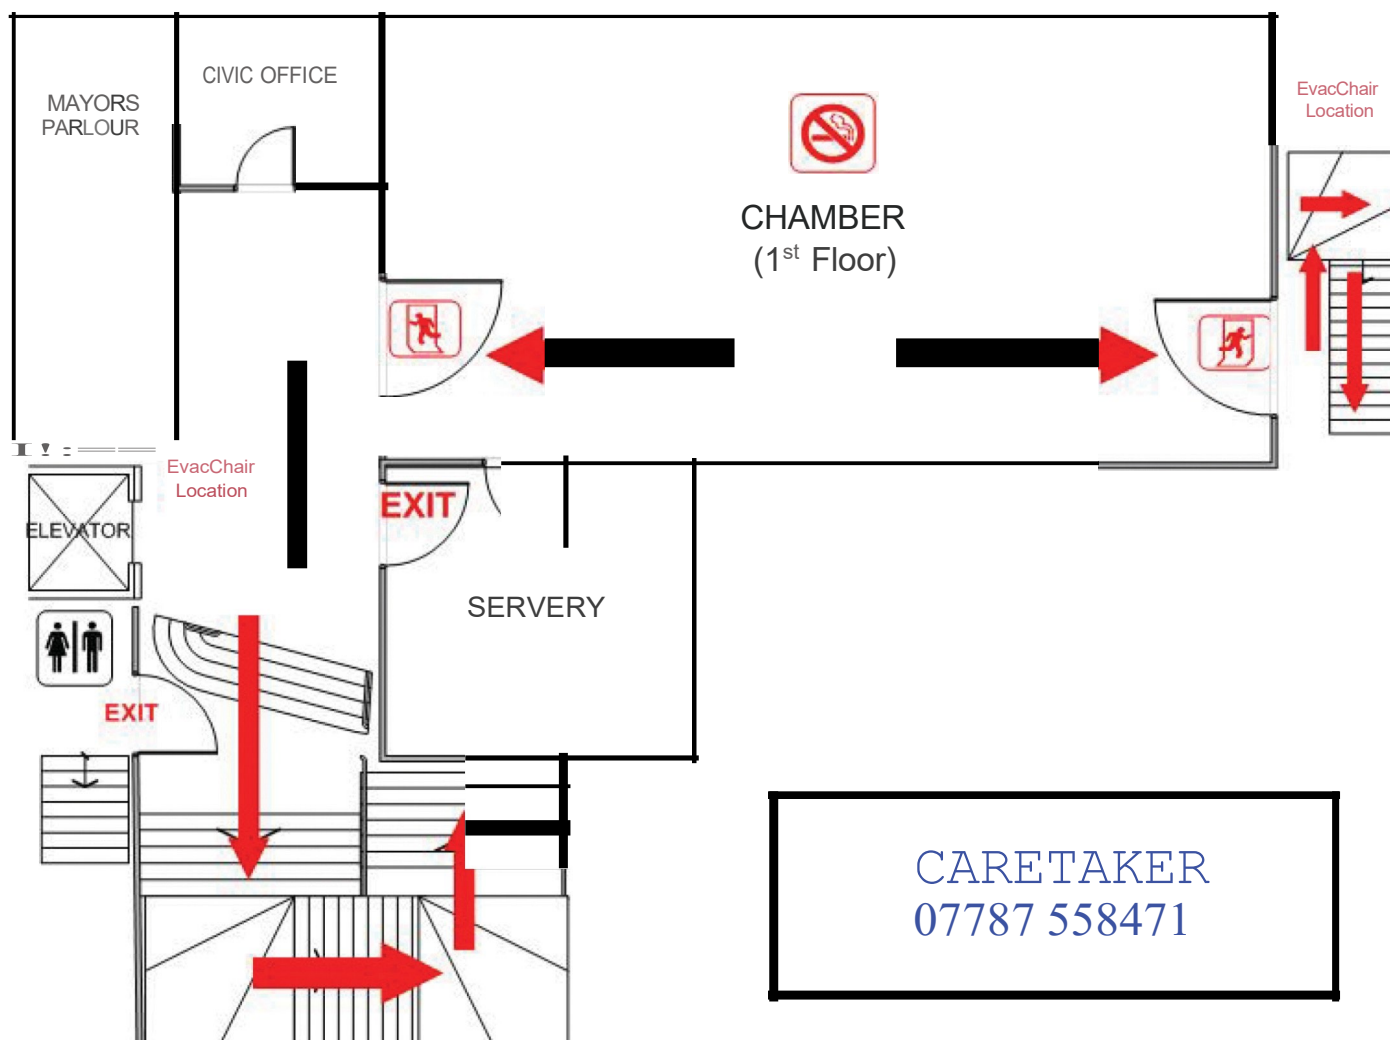 CIVIC OFFICE
MAYORS
PARLOUR
EvacChair
Location
CHAMBER
(1st Floor)
EvacChair
Location
EXIT
ELEVATOR
SERVERY
EXIT
CARETAKER
07787 558471